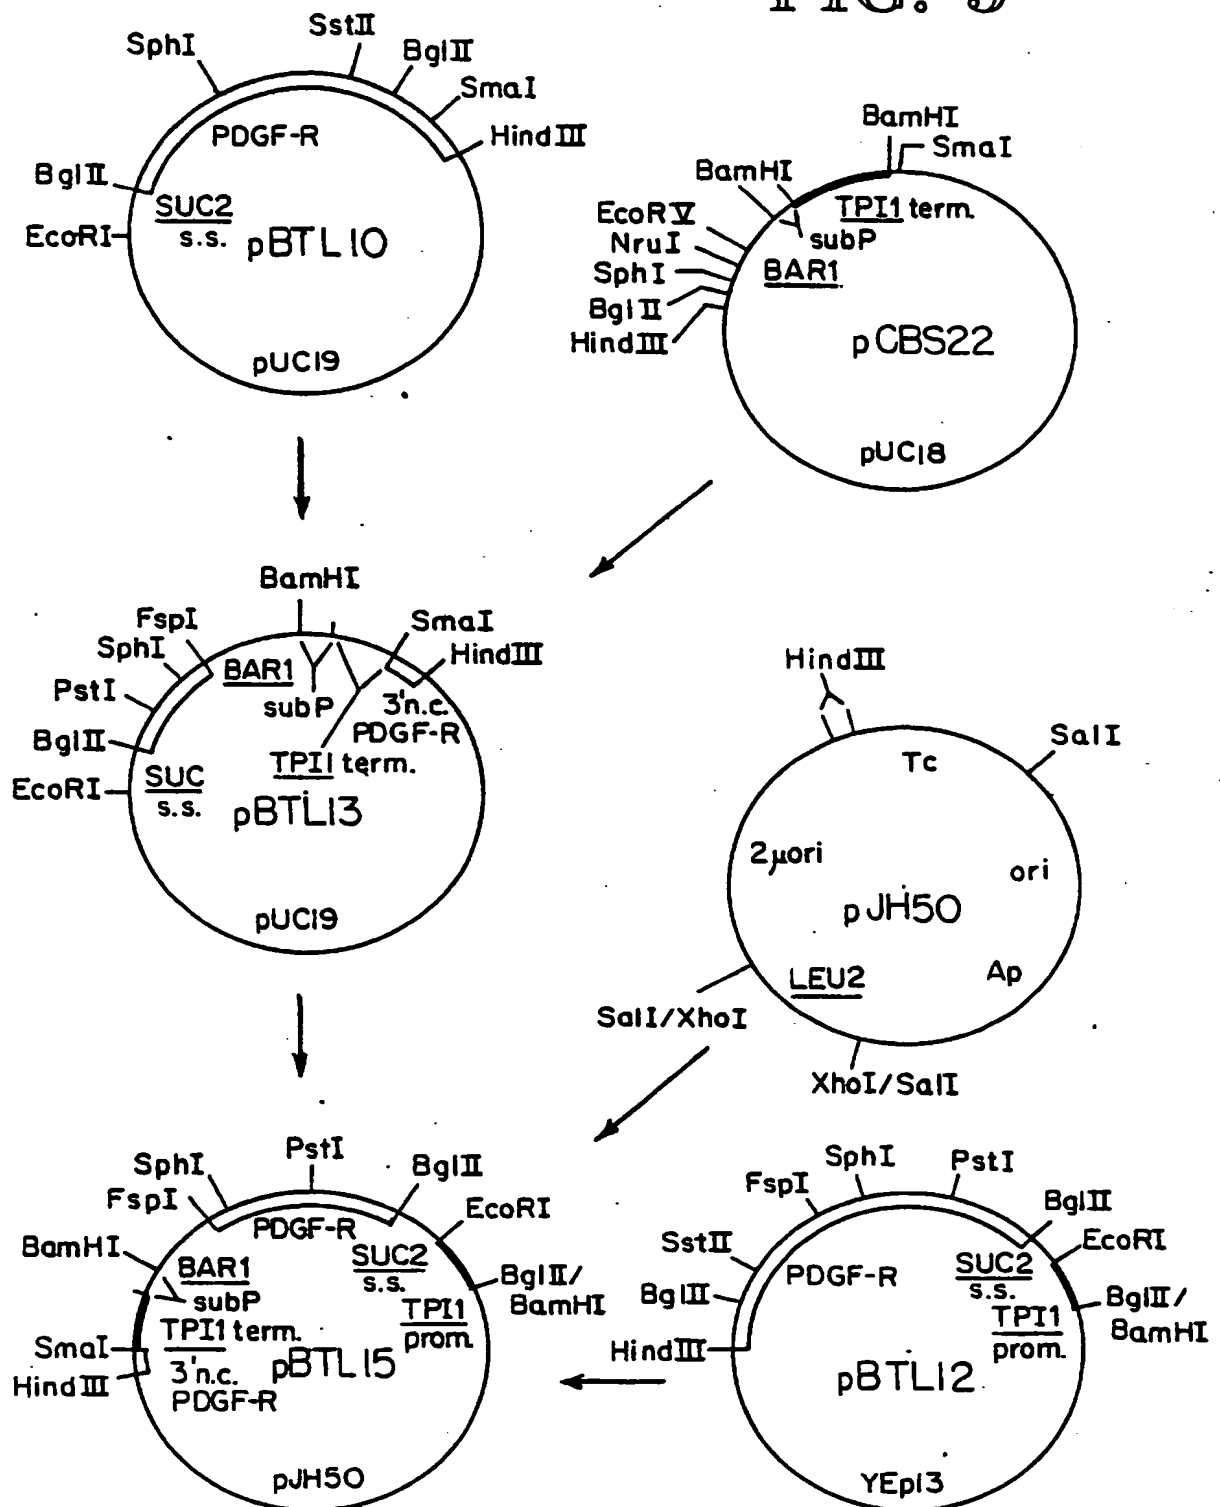 FIG. 5
SphI
SstII
BglII
SmaI
HindIII
PDGF-R
BglII
SUC2
s.s.
EcoRI
pBTL10
pUC19
BamHI
SmaI
BamHI
TPI1 term.
EcoRV
subP
NruI
SphI
BAR1
BglII
HindIII
pCBS22
pUC18
BamHI
FspI
SmaI
SphI
HindIII
BAR1
PstI
subP
3'n.c.
PDGF-R
BglII
TPI1 term.
EcoRI
SUC
s.s.
pBTL13
pUC19
HindIII
SalI
Tc
2μori
ori
pJH50
LEU2
Ap
SalI/XhoI
XhoI/SalI
PstI
SphI
BglII
FspI
EcoRI
PDGF-R
BamHI
SUC2
s.s.
BAR1
subP
BglII/
BamHI
TPI1
prom.
TPI1 term.
SmaI
3'n.c.
PDGF-R
HindIII
pBTL15
pJH50
SphI
PstI
FspI
BglII
SstII
EcoRI
PDGF-R
SUC2
s.s.
BglII
BglII/
BamHI
TPI1
prom.
HindIII
pBTL12
YEp13